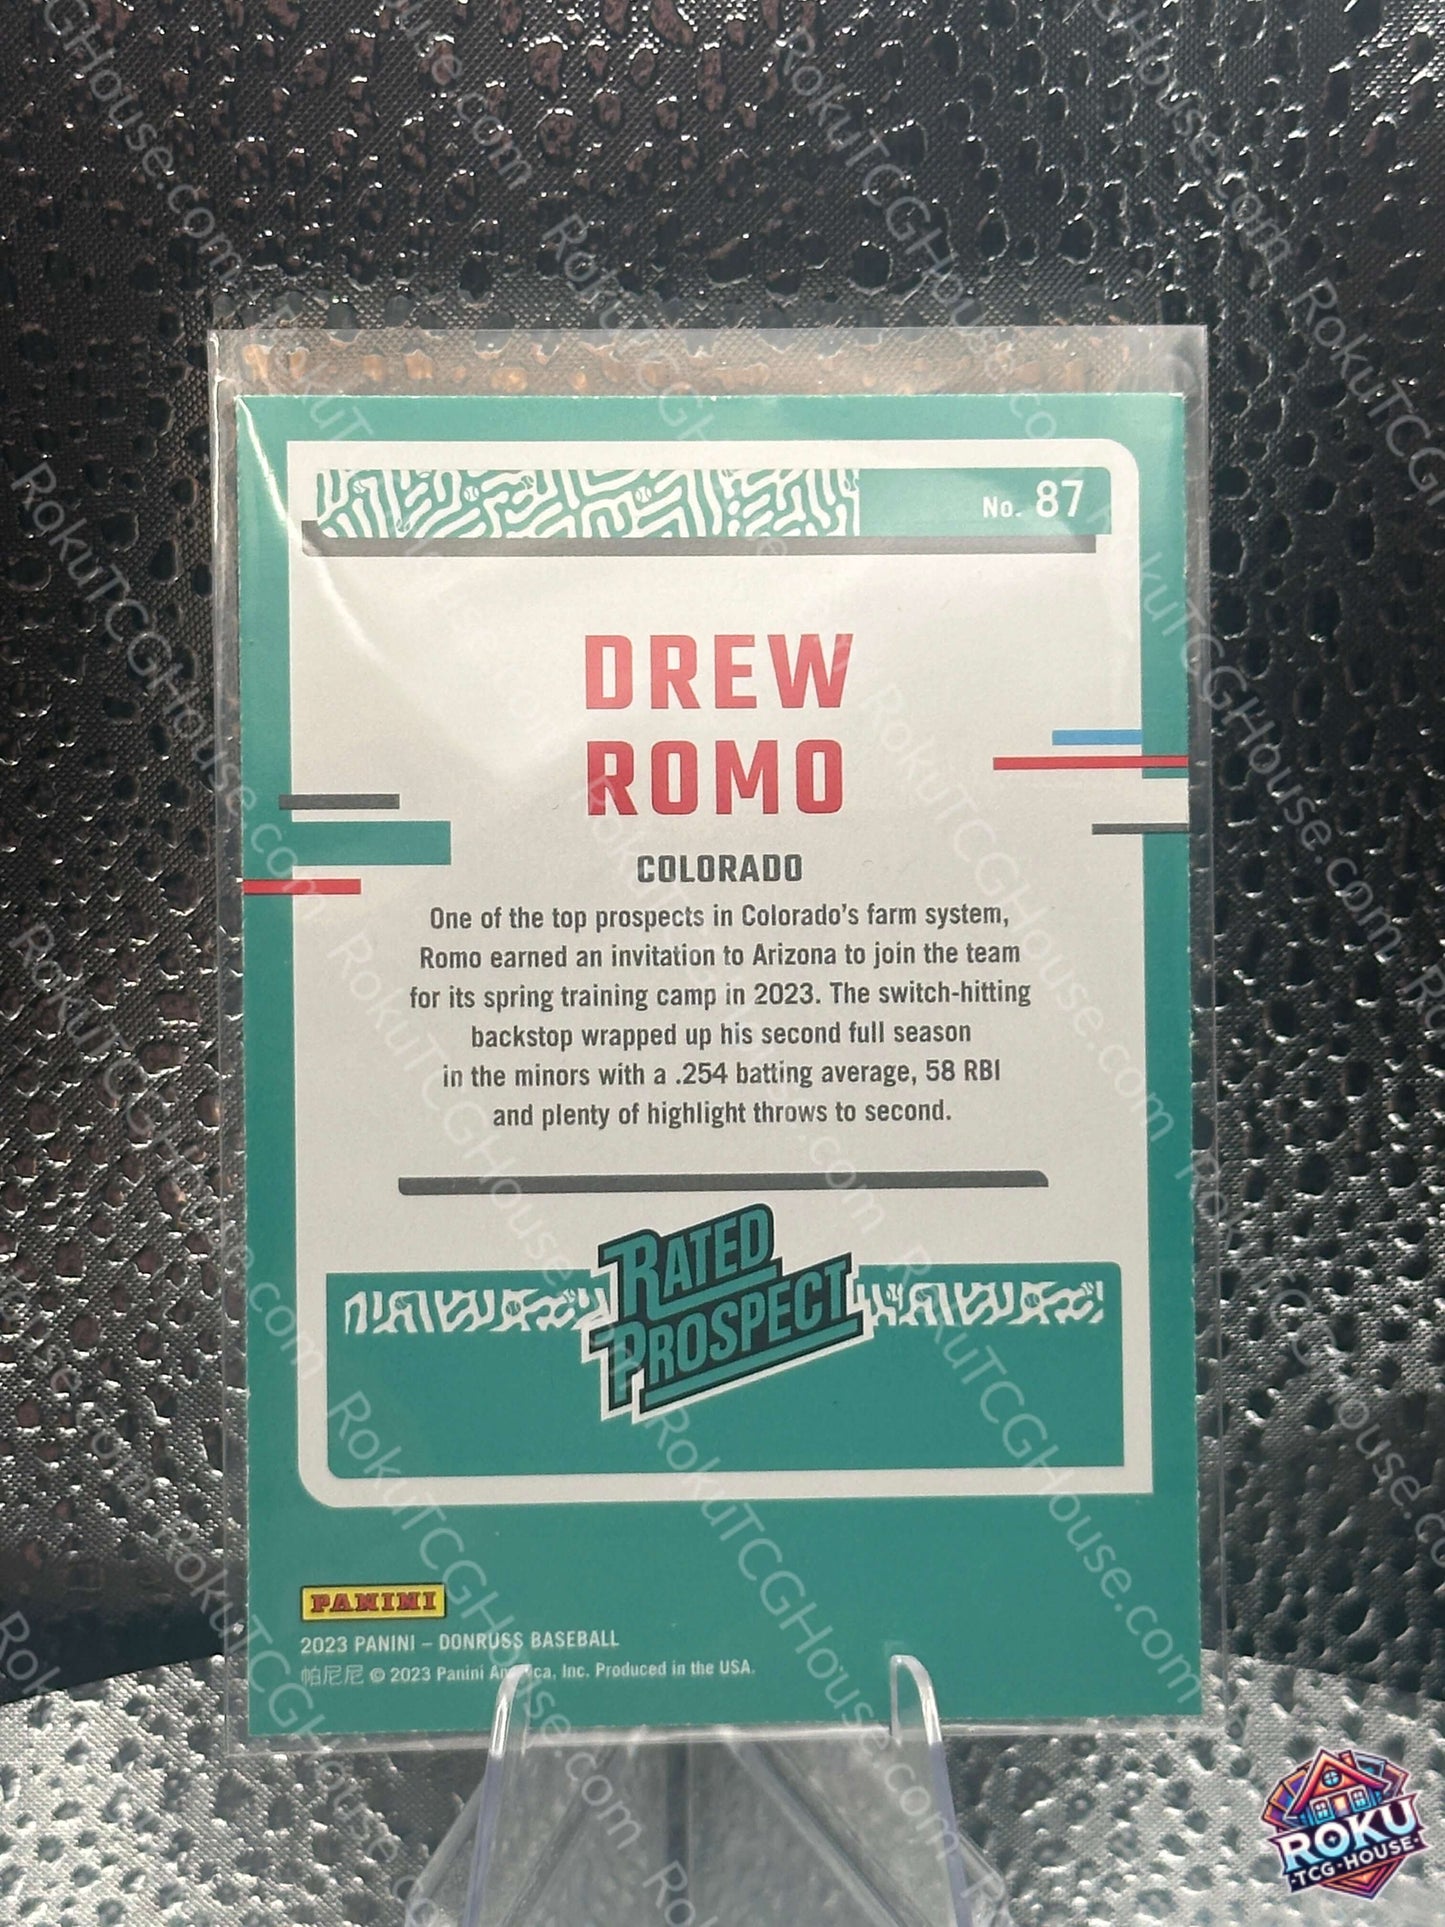 No. 87
DREW
ROMO
COLORADO
One of the top prospects in Colorado's farm system,
Romo earned an invitation to Arizona to join the team
for its spring training camp in 2023. The switch-hitting
backstop wrapped up his second full season
in the minors with a .254 batting average, 58 RBI
and plenty of highlight throws to second.
RATED
PROSPECT
PANINI
2023 PANINI – DONRUSS BASEBALL
帕尼尼 © 2023 Panini America, Inc. Produced in the USA.
ROKU
·TCG·HOUSE·
RokuTCGHouse.com